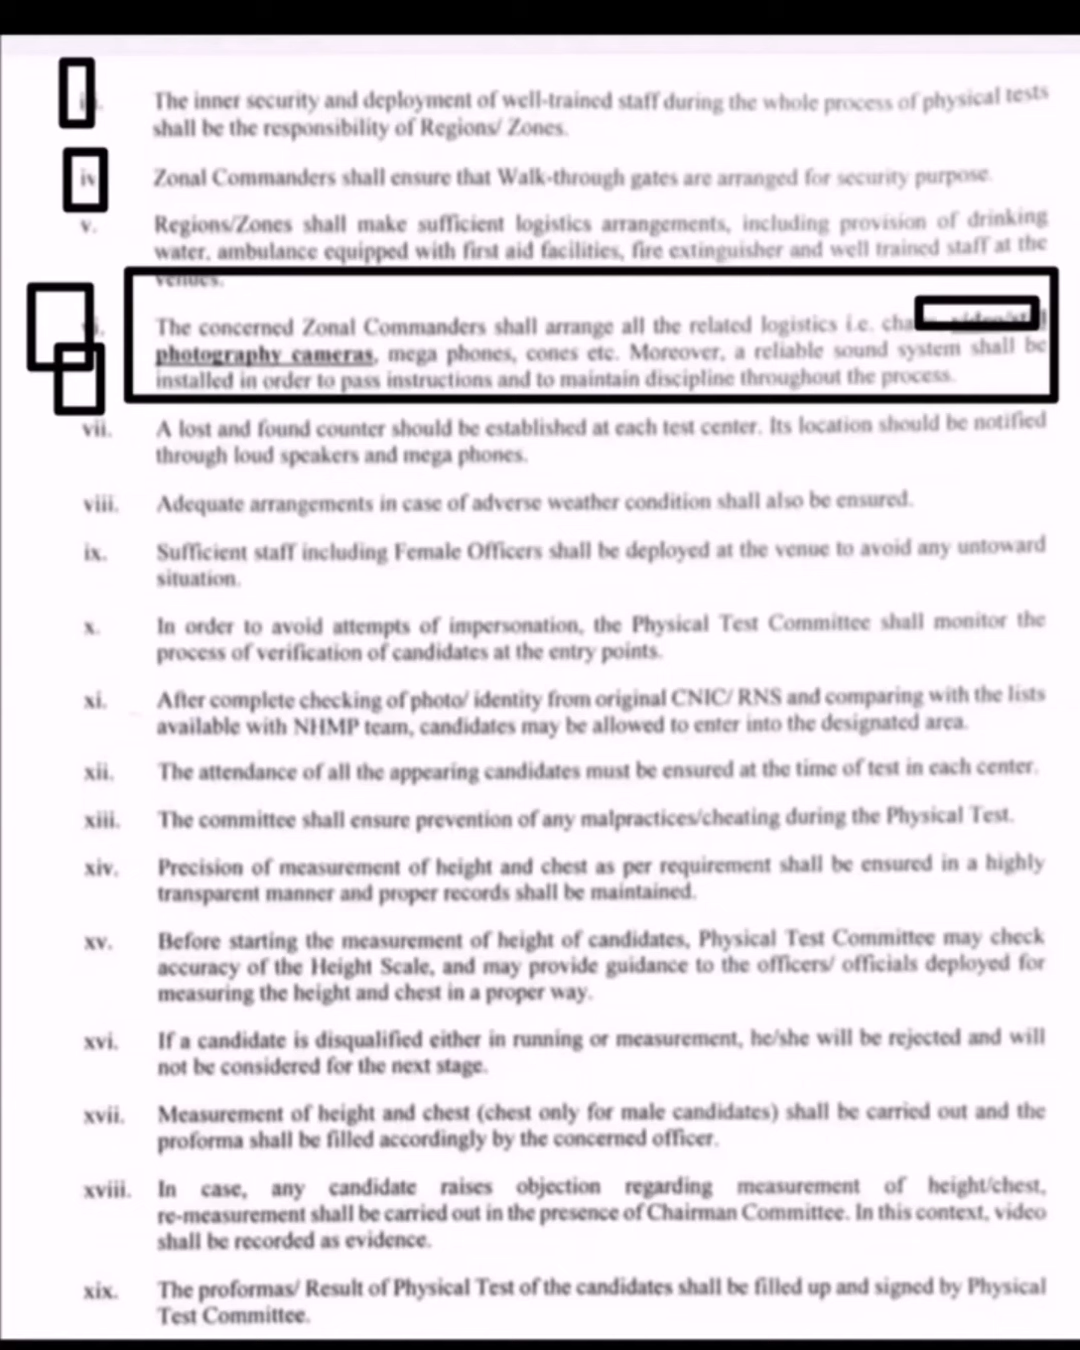 iii. The inner security and deployment of well-trained staff during the whole process of physical tests
shall be the responsibility of Regions/ Zones.
iv Zonal Commanders shall ensure that Walk-through gates are arranged for security purpose.
v. Regions/Zones shall make sufficient logistics arrangements, including provision of drinking
water, ambulance equipped with first aid facilities, fire extinguisher and well trained staff at the
venues.
vi. The concerned Zonal Commanders shall arrange all the related logistics i.e. video/still
photography cameras, mega phones, cones etc. Moreover, a reliable sound system shall be
installed in order to pass instructions and to maintain discipline throughout the process.
vii. A lost and found counter should be established at each test center. Its location should be notified
through loud speakers and mega phones.
viii. Adequate arrangements in case of adverse weather condition shall also be ensured.
ix. Sufficient staff including Female Officers shall be deployed at the venue to avoid any untoward
situation.
x. In order to avoid attempts of impersonation, the Physical Test Committee shall monitor the
process of verification of candidates at the entry points.
xi. After complete checking of photo/ identity from original CNIC/ RNS and comparing with the lists
available with NHMP team, candidates may be allowed to enter into the designated area.
xii. The attendance of all the appearing candidates must be ensured at the time of test in each center.
xiii. The committee shall ensure prevention of any malpractices/cheating during the Physical Test.
xiv. Precision of measurement of height and chest as per requirement shall be ensured in a highly
transparent manner and proper records shall be maintained.
xv. Before starting the measurement of height of candidates, Physical Test Committee may check
accuracy of the Height Scale, and may provide guidance to the officers/ officials deployed for
measuring the height and chest in a proper way.
xvi. If a candidate is disqualified either in running or measurement, he/she will be rejected and will
not be considered for the next stage.
xvii. Measurement of height and chest (chest only for male candidates) shall be carried out and the
proforma shall be filled accordingly by the concerned officer.
xviii. In case, any candidate raises objection regarding measurement of height/chest,
re-measurement shall be carried out in the presence of Chairman Committee. In this context, video
shall be recorded as evidence.
xix. The proformas/ Result of Physical Test of the candidates shall be filled up and signed by Physical
Test Committee.